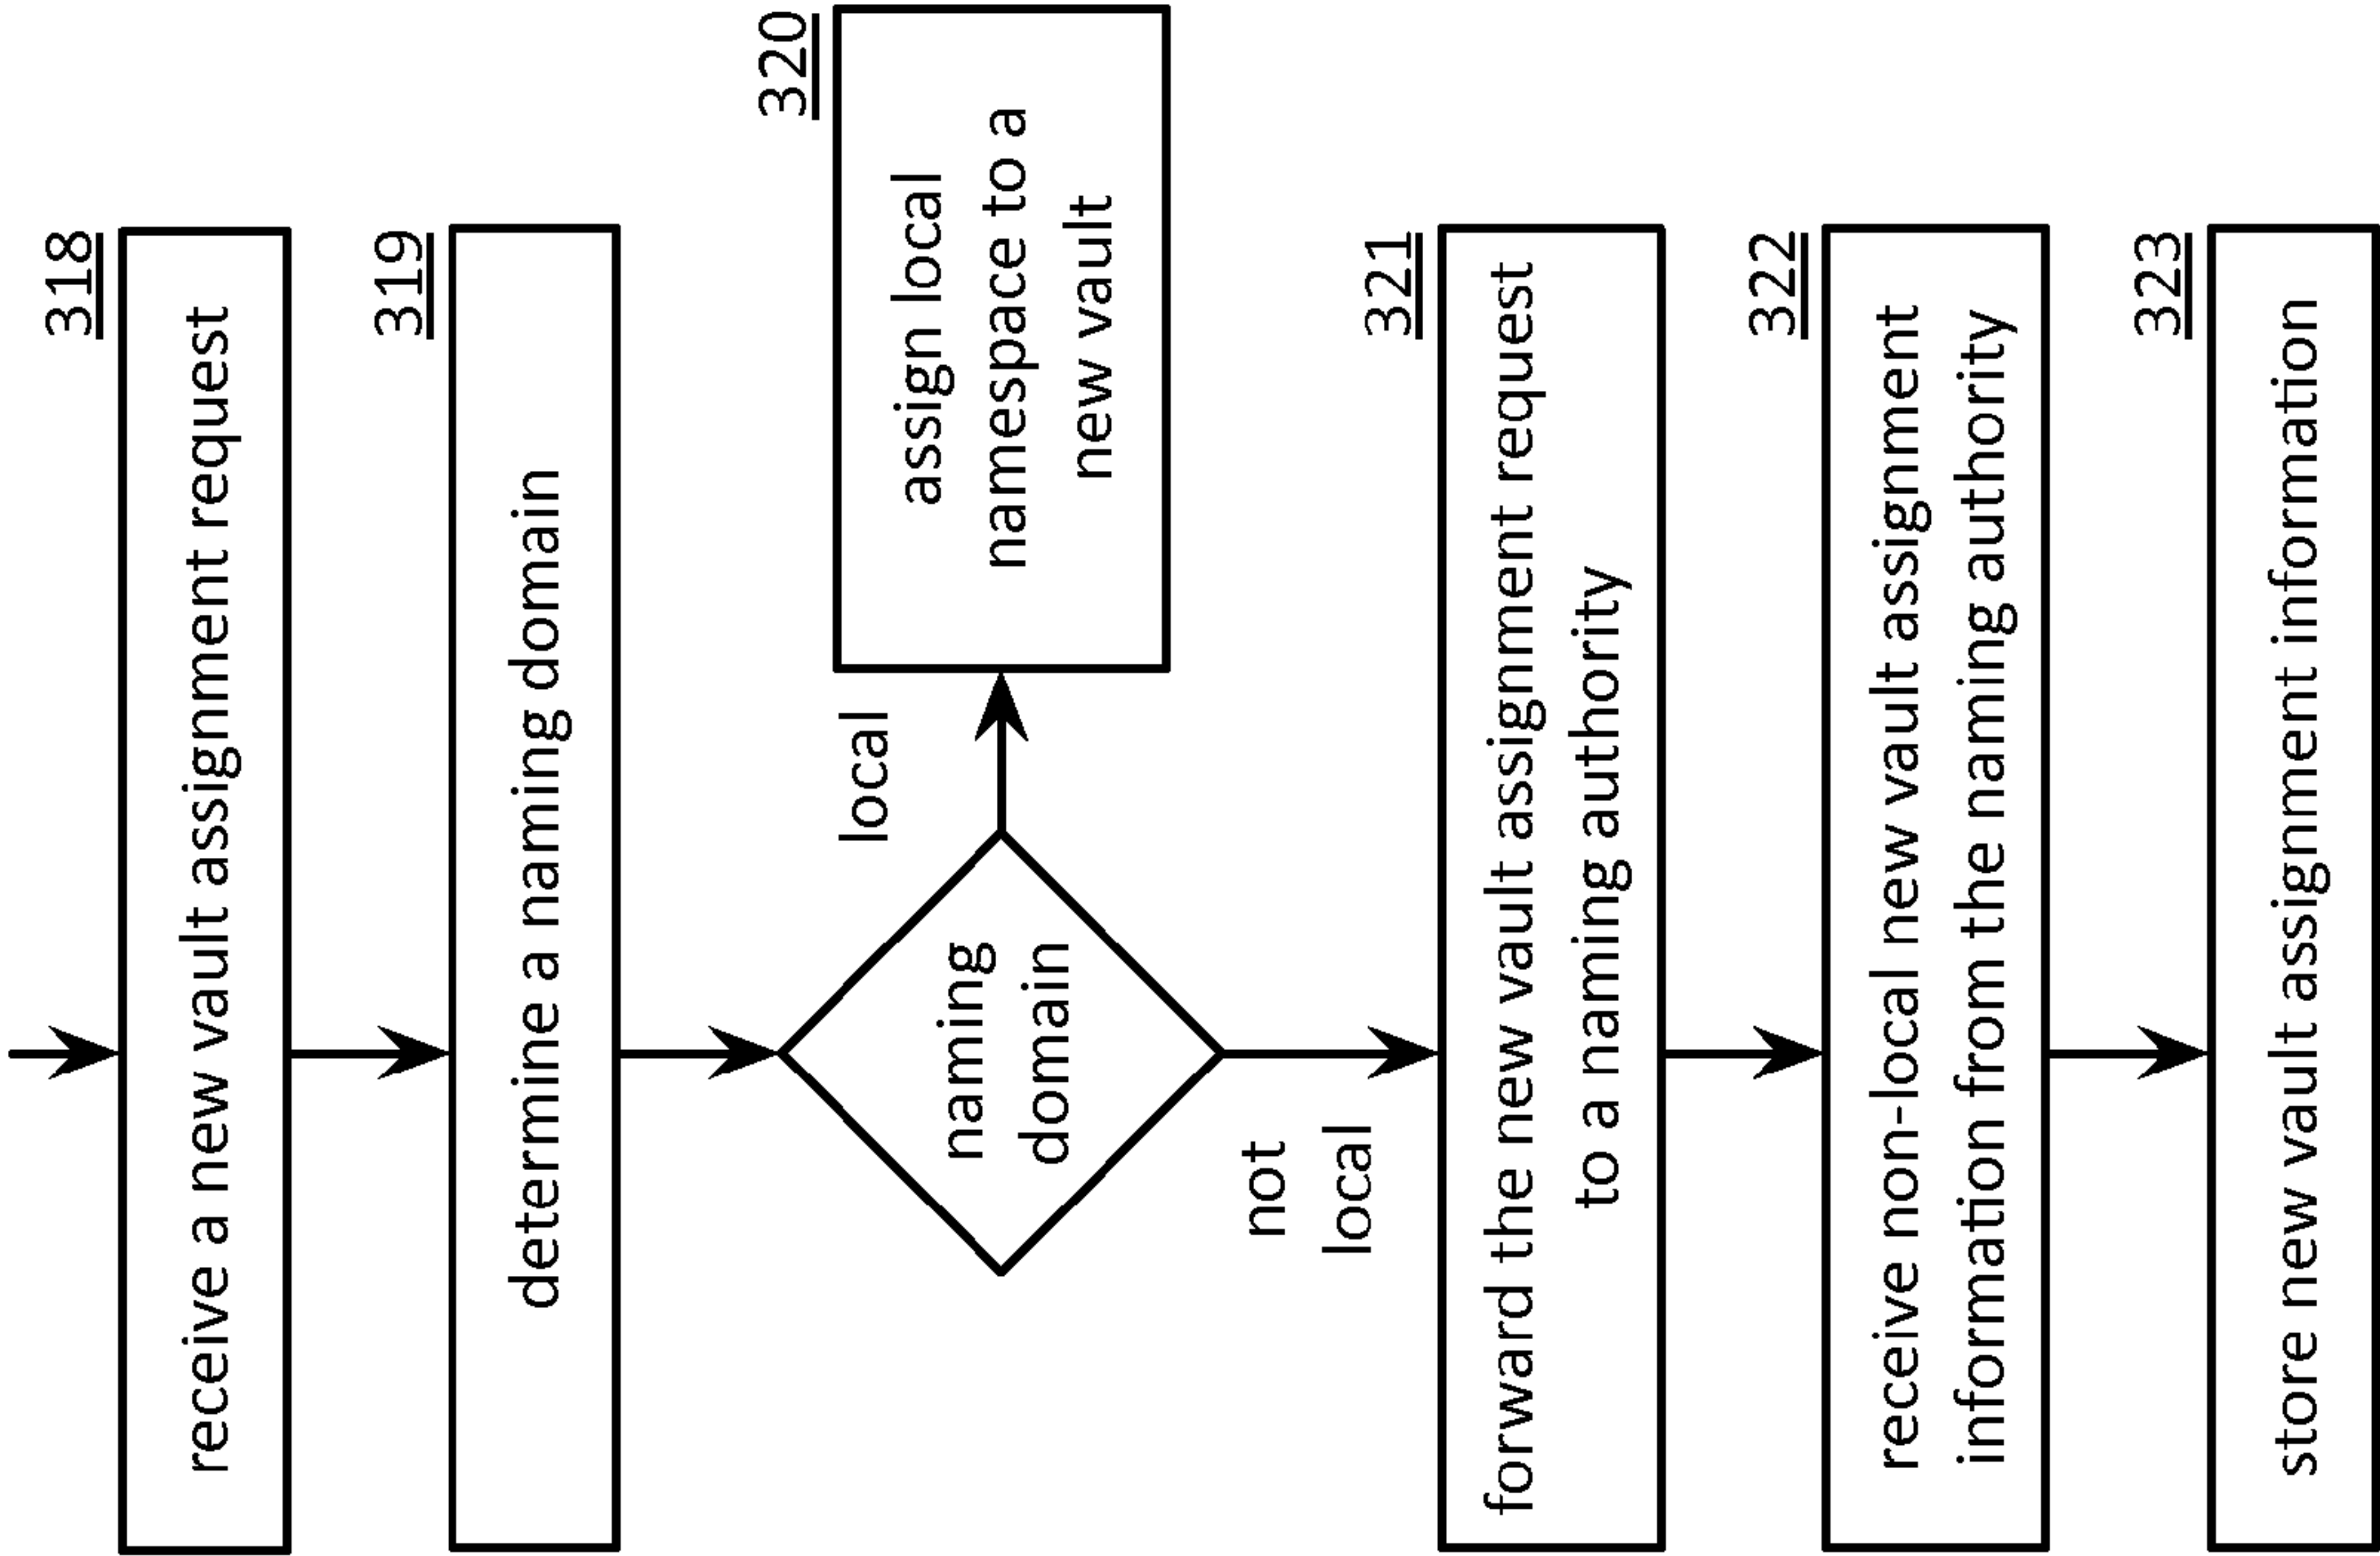 318
receive a new vault assignment request
319
determine a naming domain
naming
domain
local
320
assign local
namespace to a
new vault
not
local
321
forward the new vault assignment request
to a naming authority
322
receive non-local new vault assignment
information from the naming authority
323
store new vault assignment information